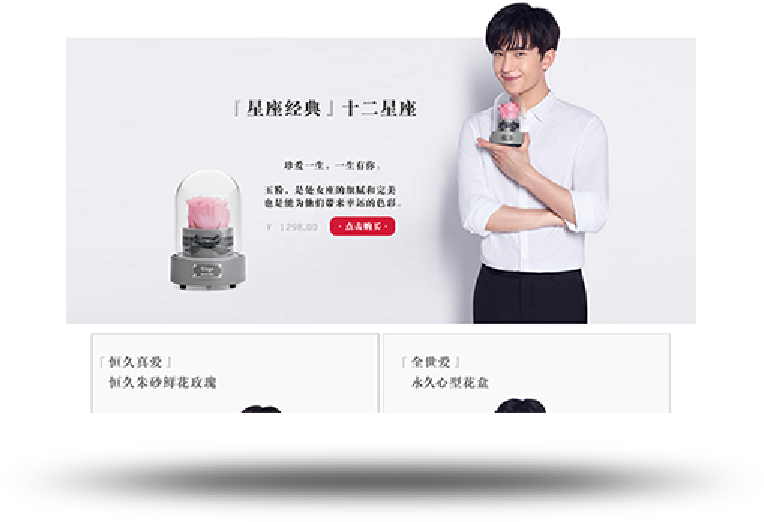 『星座经典』十二星座
珍爱一生，一生有你。
玉粉，是处女座的细腻和完美
也是能为他们带来幸运的色彩。
￥ 1298.00 ·点击购买·
『恒久真爱』
恒久朱砂鲜花玫瑰
『全世爱』
永久心型花盒